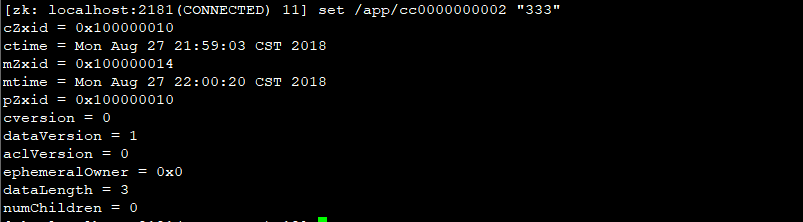 [zk: localhost:2181(CONNECTED) 11] set /app/cc0000000002 "333"
cZxid = 0x100000010
ctime = Mon Aug 27 21:59:03 CST 2018
mZxid = 0x100000014
mtime = Mon Aug 27 22:00:20 CST 2018
pZxid = 0x100000010
cversion = 0
dataVersion = 1
aclVersion = 0
ephemeralOwner = 0x0
dataLength = 3
numChildren = 0